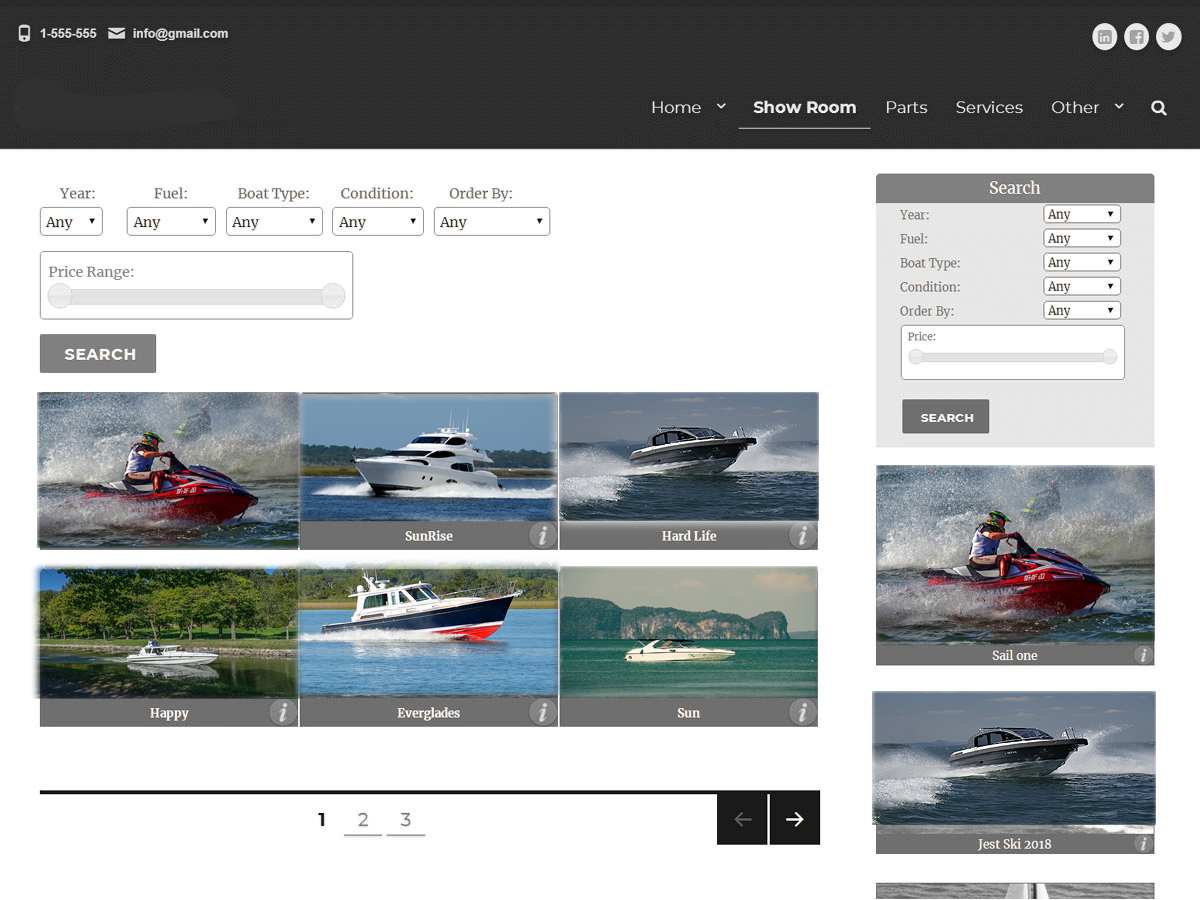 1-555-555 info@gmail.com
Home Show Room Parts Services Other
Year: Fuel: Boat Type: Condition: Order By:
Any Any Any Any Any
Price Range:
SEARCH
SunRise Hard Life
Happy Everglades Sun
1 2 3
Search
Year: Any
Fuel: Any
Boat Type: Any
Condition: Any
Order By: Any
Price:
SEARCH
Sail one
Jest Ski 2018